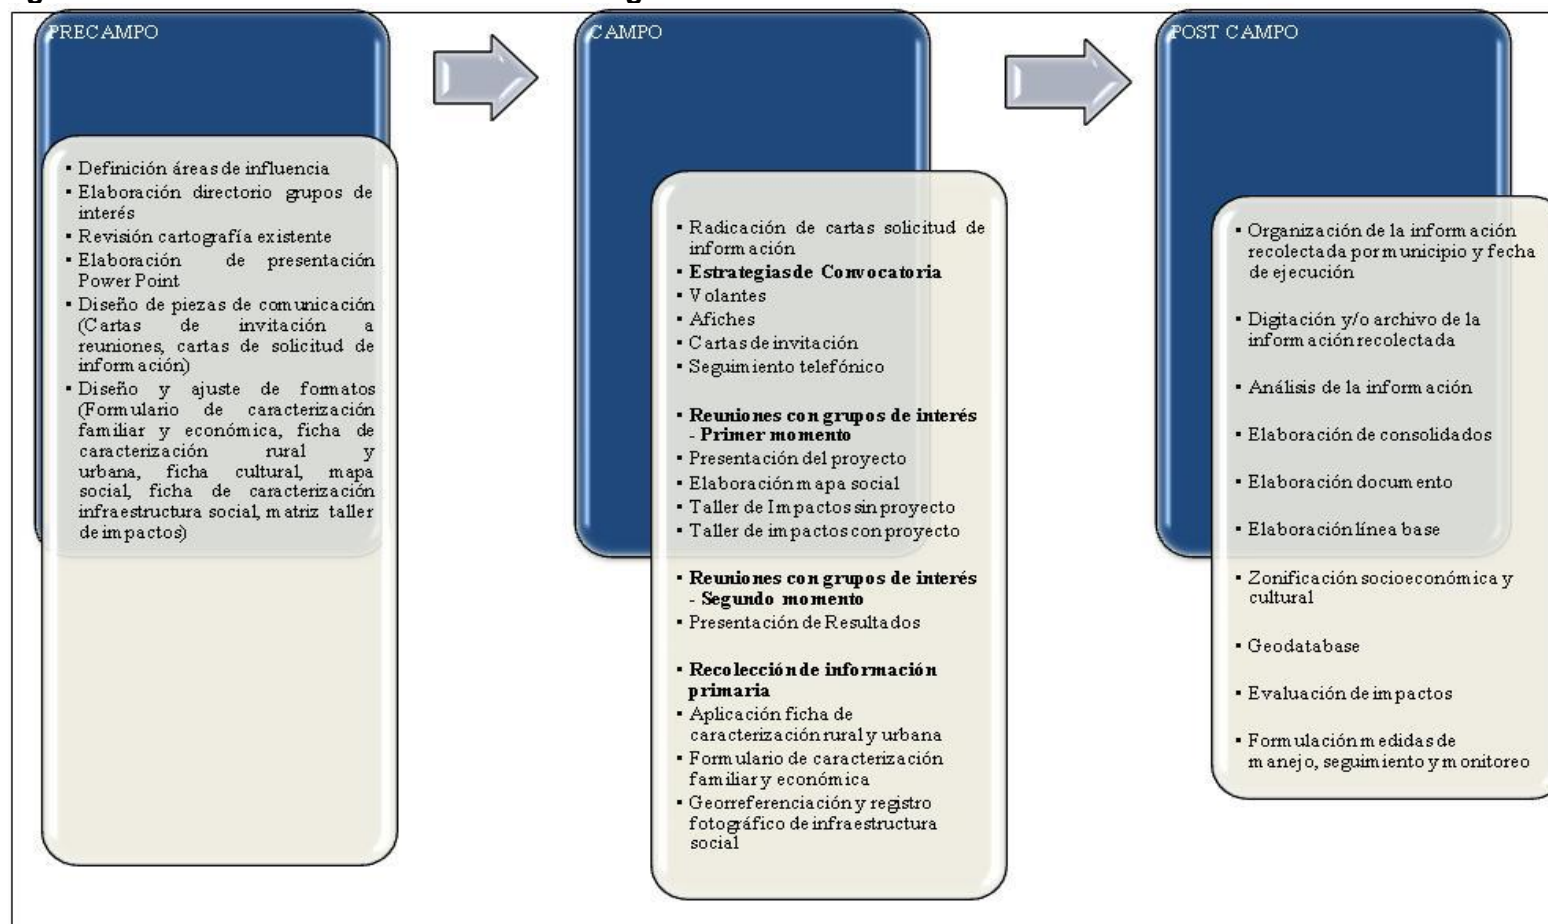 PRECAMPO
▪ Definición áreas de influencia
▪ Elaboración directorio grupos de
interés
▪ Revisión cartografía existente
▪ Elaboración de presentación
Power Point
▪ Diseño de piezas de comunicación
(Cartas de invitación a
reuniones, cartas de solicitud de
información)
▪ Diseño y ajuste de formatos
(Formulario de caracterización
familiar y económica, ficha de
caracterización rural y
urbana, ficha cultural, mapa
social, ficha de caracterización
infraestructura social, matriz taller
de impactos)
CAMPO
▪ Radicación de cartas solicitud de
información
▪ Estrategias de Convocatoria
▪ Volantes
▪ Afiches
▪ Cartas de invitación
▪ Seguimiento telefónico
▪ Reuniones con grupos de interés
- Primer momento
▪ Presentación del proyecto
▪ Elaboración mapa social
▪ Taller de Impactos sin proyecto
▪ Taller de impactos con proyecto
▪ Reuniones con grupos de interés
- Segundo momento
▪ Presentación de Resultados
▪ Recolección de información
primaria
▪ Aplicación ficha de
caracterización rural y urbana
▪ Formulario de caracterización
familiar y económica
▪ Georreferenciación y registro
fotográfico de infraestructura
social
POST CAMPO
▪ Organización de la información
recolectada por municipio y fecha
de ejecución
▪ Digitación y/o archivo de la
información recolectada
▪ Análisis de la información
▪ Elaboración de consolidados
▪ Elaboración documento
▪ Elaboración línea base
▪ Zonificación socioeconómica y
cultural
▪ Geodatabase
▪ Evaluación de impactos
▪ Formulación medidas de
manejo, seguimiento y monitoreo